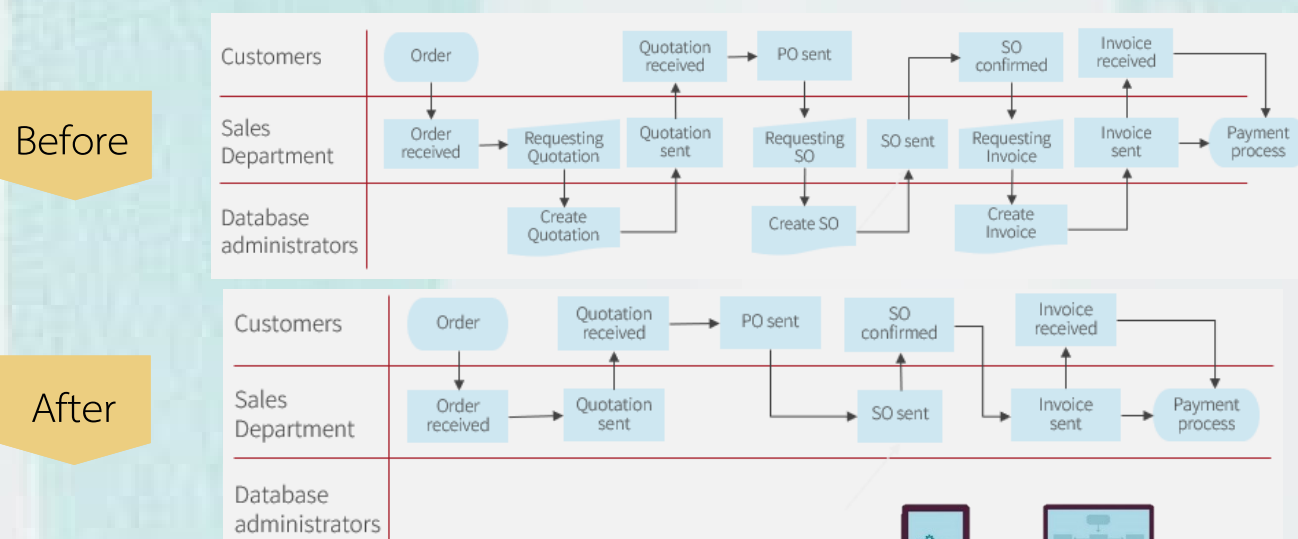 Before
Customers
Order
Quotation
received
PO sent
SO
confirmed
Invoice
received
Sales
Department
Order
received
Requesting
Quotation
Quotation
sent
Requesting
SO
SO sent
Requesting
Invoice
Invoice
sent
Payment
process
Database
administrators
Create
Quotation
Create SO
Create
Invoice
After
Customers
Order
Quotation
received
PO sent
SO
confirmed
Invoice
received
Sales
Department
Order
received
Quotation
sent
SO sent
Invoice
sent
Payment
process
Database
administrators